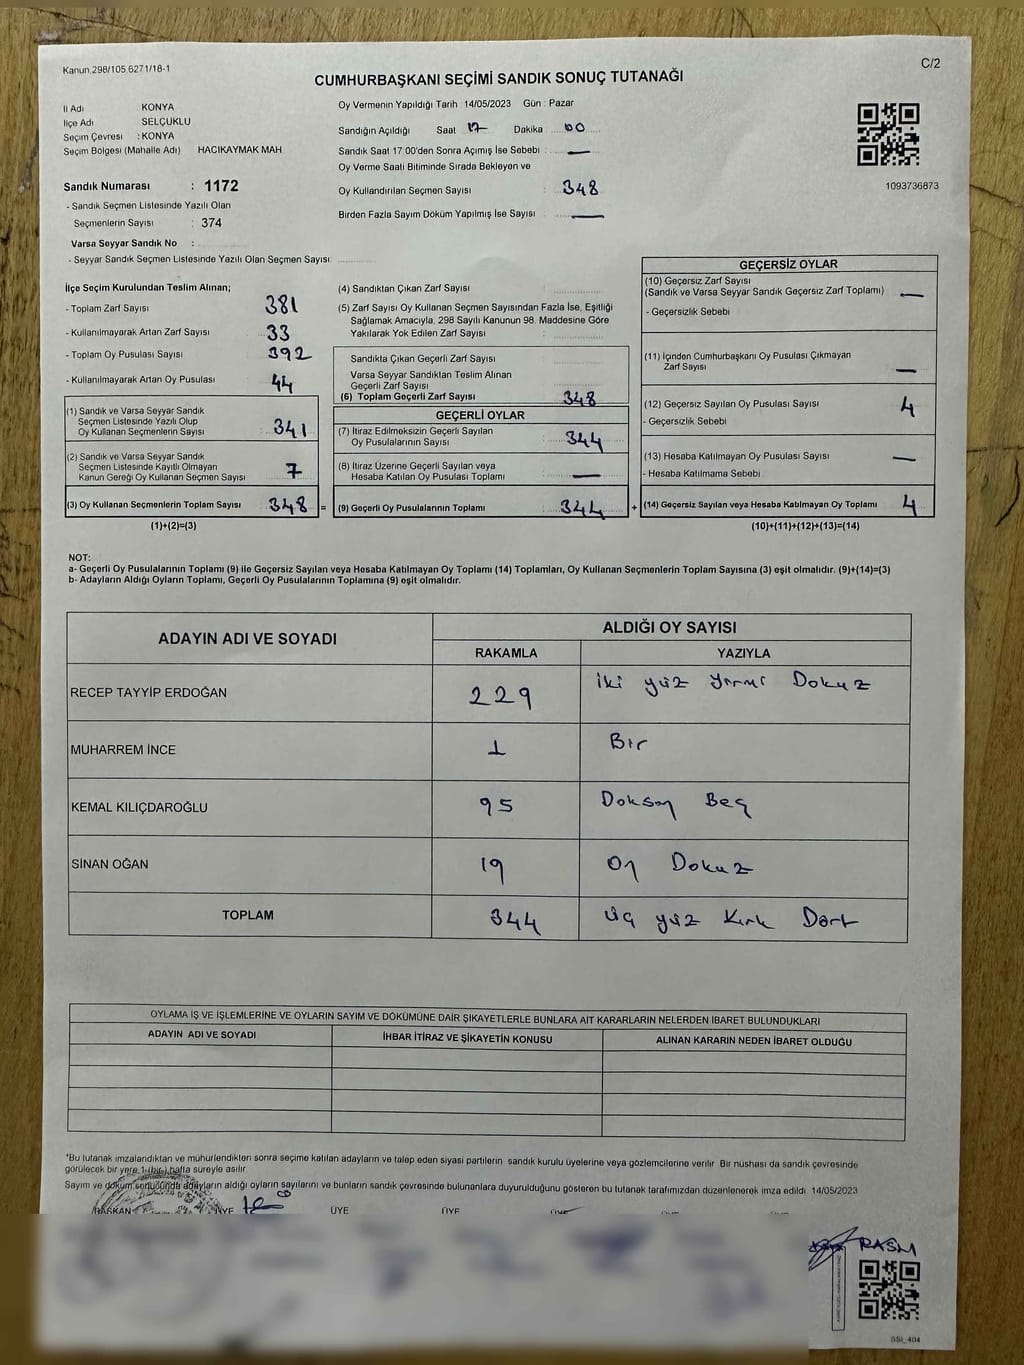 Kanun.298/105.6271/18-1
C/2
CUMHURBAŞKANI SEÇİMİ SANDIK SONUÇ TUTANAĞI
İl Adı KONYA
İlçe Adı SELÇUKLU
Seçim Çevresi : KONYA
Seçim Bölgesi (Mahalle Adı) HACIKAYMAK MAH
Sandık Numarası : 1172
- Sandık Seçmen Listesinde Yazılı Olan
Seçmenlerin Sayısı : 374
Varsa Seyyar Sandık No :
- Seyyar Sandık Seçmen Listesinde Yazılı Olan Seçmen Sayısı:
Oy Vermenin Yapıldığı Tarih : 14/05/2023 Gün : Pazar
Sandığın Açıldığı Saat 17 Dakika : 00
Sandık Saat 17:00'den Sonra Açımış İse Sebebi : —
Oy Verme Saati Bitiminde Sırada Bekleyen ve
Oy Kullandırılan Seçmen Sayısı : 348
Birden Fazla Sayım Döküm Yapılmış İse Sayısı : —
1093736873
İlçe Seçim Kurulundan Teslim Alınan;
- Toplam Zarf Sayısı 381
- Kullanılmayarak Artan Zarf Sayısı 33
- Toplam Oy Pusulası Sayısı 392
- Kullanılmayarak Artan Oy Pusulası 44
(1) Sandık ve Varsa Seyyar Sandık
Seçmen Listesinde Yazılı Olup
Oy Kullanan Seçmenlerin Sayısı 341
(2) Sandık ve Varsa Seyyar Sandık
Seçmen Listesinde Kayıtlı Olmayan
Kanun Gereği Oy Kullanan Seçmen Sayısı 7
(3) Oy Kullanan Seçmenlerin Toplam Sayısı 348 =
(1)+(2)=(3)
(4) Sandıktan Çıkan Zarf Sayısı :
(5) Zarf Sayısı Oy Kullanan Seçmen Sayısından Fazla İse, Eşitliği
Sağlamak Amacıyla, 298 Sayılı Kanunun 98. Maddesine Göre
Yakılarak Yok Edilen Zarf Sayısı :
Sandıkta Çıkan Geçerli Zarf Sayısı
Varsa Seyyar Sandıktan Teslim Alınan
Geçerli Zarf Sayısı
(6) Toplam Geçerli Zarf Sayısı 348
GEÇERLİ OYLAR
(7) İtiraz Edilmeksizin Geçerli Sayılan
Oy Pusulalarının Sayısı : 344
(8) İtiraz Üzerine Geçerli Sayılan veya
Hesaba Katılan Oy Pusulası Toplamı : —
(9) Geçerli Oy Pusulalarının Toplamı : 344 +
GEÇERSİZ OYLAR
(10) Geçersiz Zarf Sayısı
(Sandık ve Varsa Seyyar Sandık Geçersiz Zarf Toplamı) —
- Geçersizlik Sebebi
(11) İçinden Cumhurbaşkanı Oy Pusulası Çıkmayan
Zarf Sayısı —
(12) Geçersiz Sayılan Oy Pusulası Sayısı 4
- Geçersizlik Sebebi
(13) Hesaba Katılmayan Oy Pusulası Sayısı —
- Hesaba Katılmama Sebebi
(14) Geçersiz Sayılan veya Hesaba Katılmayan Oy Toplamı 4
(10)+(11)+(12)+(13)=(14)
NOT:
a- Geçerli Oy Pusulalarının Toplamı (9) ile Geçersiz Sayılan veya Hesaba Katılmayan Oy Toplamı (14) Toplamları, Oy Kullanan Seçmenlerin Toplam Sayısına (3) eşit olmalıdır. (9)+(14)=(3)
b- Adayların Aldığı Oyların Toplamı, Geçerli Oy Pusulalarının Toplamına (9) eşit olmalıdır.
ADAYIN ADI VE SOYADI ALDIĞI OY SAYISI
RAKAMLA YAZIYLA
RECEP TAYYİP ERDOĞAN 229 iki yüz yirmi Dokuz
MUHARREM İNCE 1 Bir
KEMAL KILIÇDAROĞLU 95 Doksan Beş
SİNAN OĞAN 19 On Dokuz
TOPLAM 344 Üç yüz Kırk Dört
OYLAMA İŞ VE İŞLEMLERİNE VE OYLARIN SAYIM VE DÖKÜMÜNE DAİR ŞİKAYETLERLE BUNLARA AİT KARARLARIN NELERDEN İBARET BULUNDUKLARI
ADAYIN ADI VE SOYADI İHBAR İTİRAZ VE ŞİKAYETİN KONUSU ALINAN KARARIN NEDEN İBARET OLDUĞU
*Bu tutanak imzalandıktan ve mühürlendikten sonra seçime katılan adayların ve talep eden siyasi partilerin sandık kurulu üyelerine veya gözlemcilerine verilir. Bir nüshası da sandık çevresinde
görülecek bir yere 1 (bir) hafta süreyle asılır.
Sayım ve döküm sonucunda adayların aldığı oyların sayılarını ve bunların sandık çevresinde bulunanlara duyurulduğunu gösteren bu tutanak tarafımızdan düzenlenerek imza edildi. 14/05/2023
BAŞKAN ÜYE ÜYE ÜYE ÜYE
RASIM
BSI_404